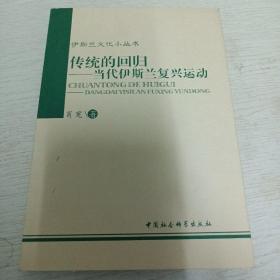 伊斯兰文化小丛书
传统的回归
——当代伊斯兰复兴运动
CHUANTONG DE HUIGUI
——DANGDAI YISILAN FUXING YUNDONG
肖宪 著
中国社会科学出版社